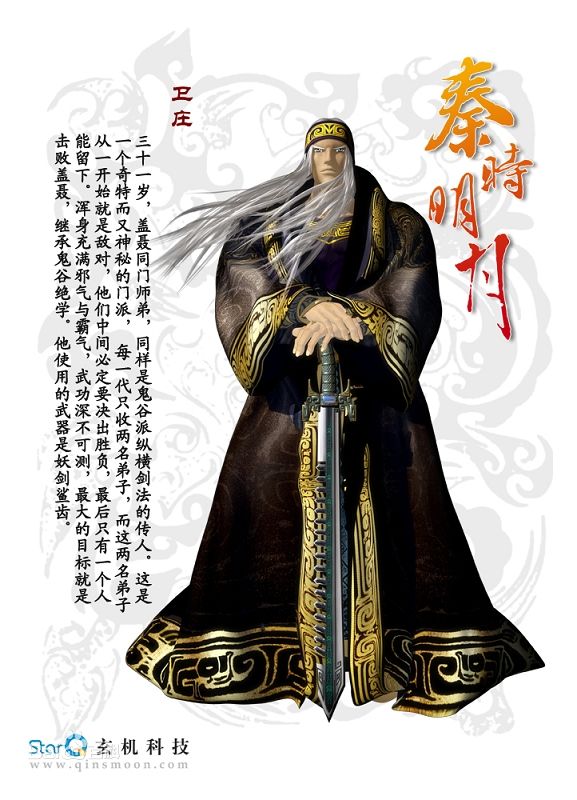 秦時明月
卫庄
三十一岁，盖聂同门师弟，同样是鬼谷派纵横剑法的传人。这是
一个奇特而又神秘的门派，每一代只收两名弟子，而这两名弟子
从一开始就是敌对，他们中间必定要决出胜负，最后只有一个人
能留下。浑身充满邪气与霸气，武功深不可测，最大的目标就是
击败盖聂，继承鬼谷绝学。他使用的武器是妖剑鲨齿。
Star 玄机科技
www.qinsmoon.com